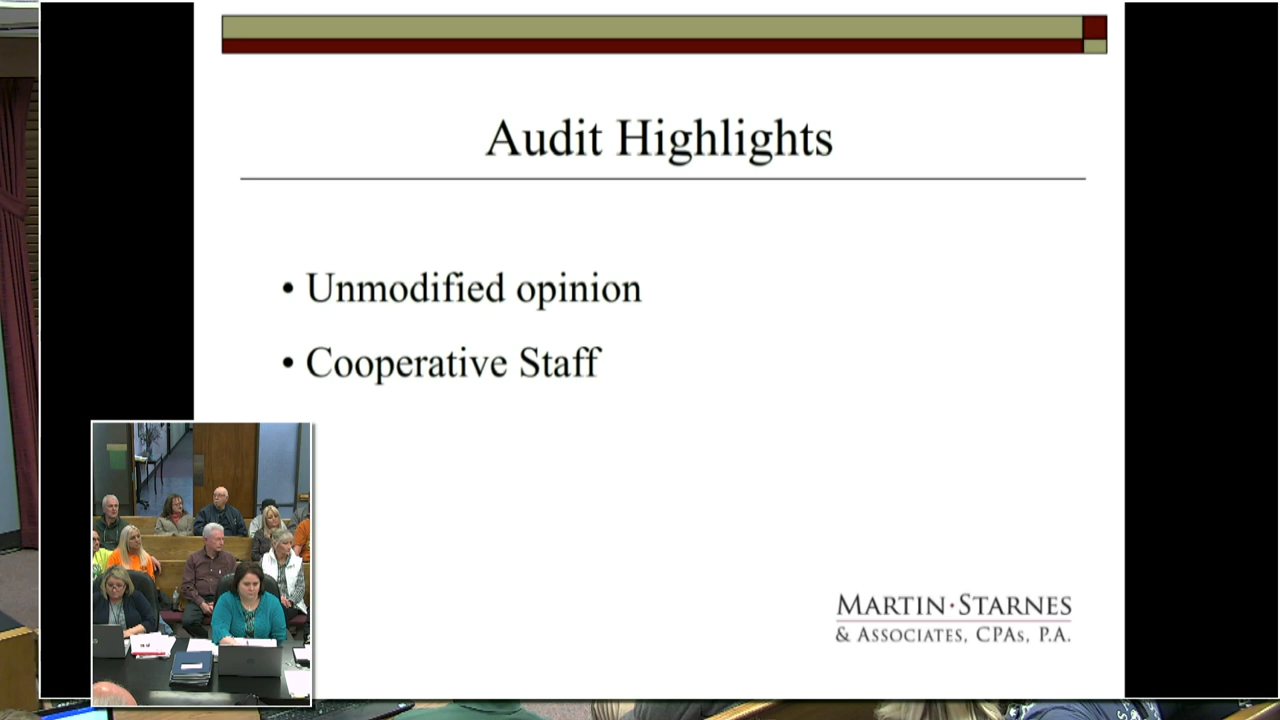 Audit Highlights
• Unmodified opinion
• Cooperative Staff
MARTIN·STARNES
& ASSOCIATES, CPAS, P.A.